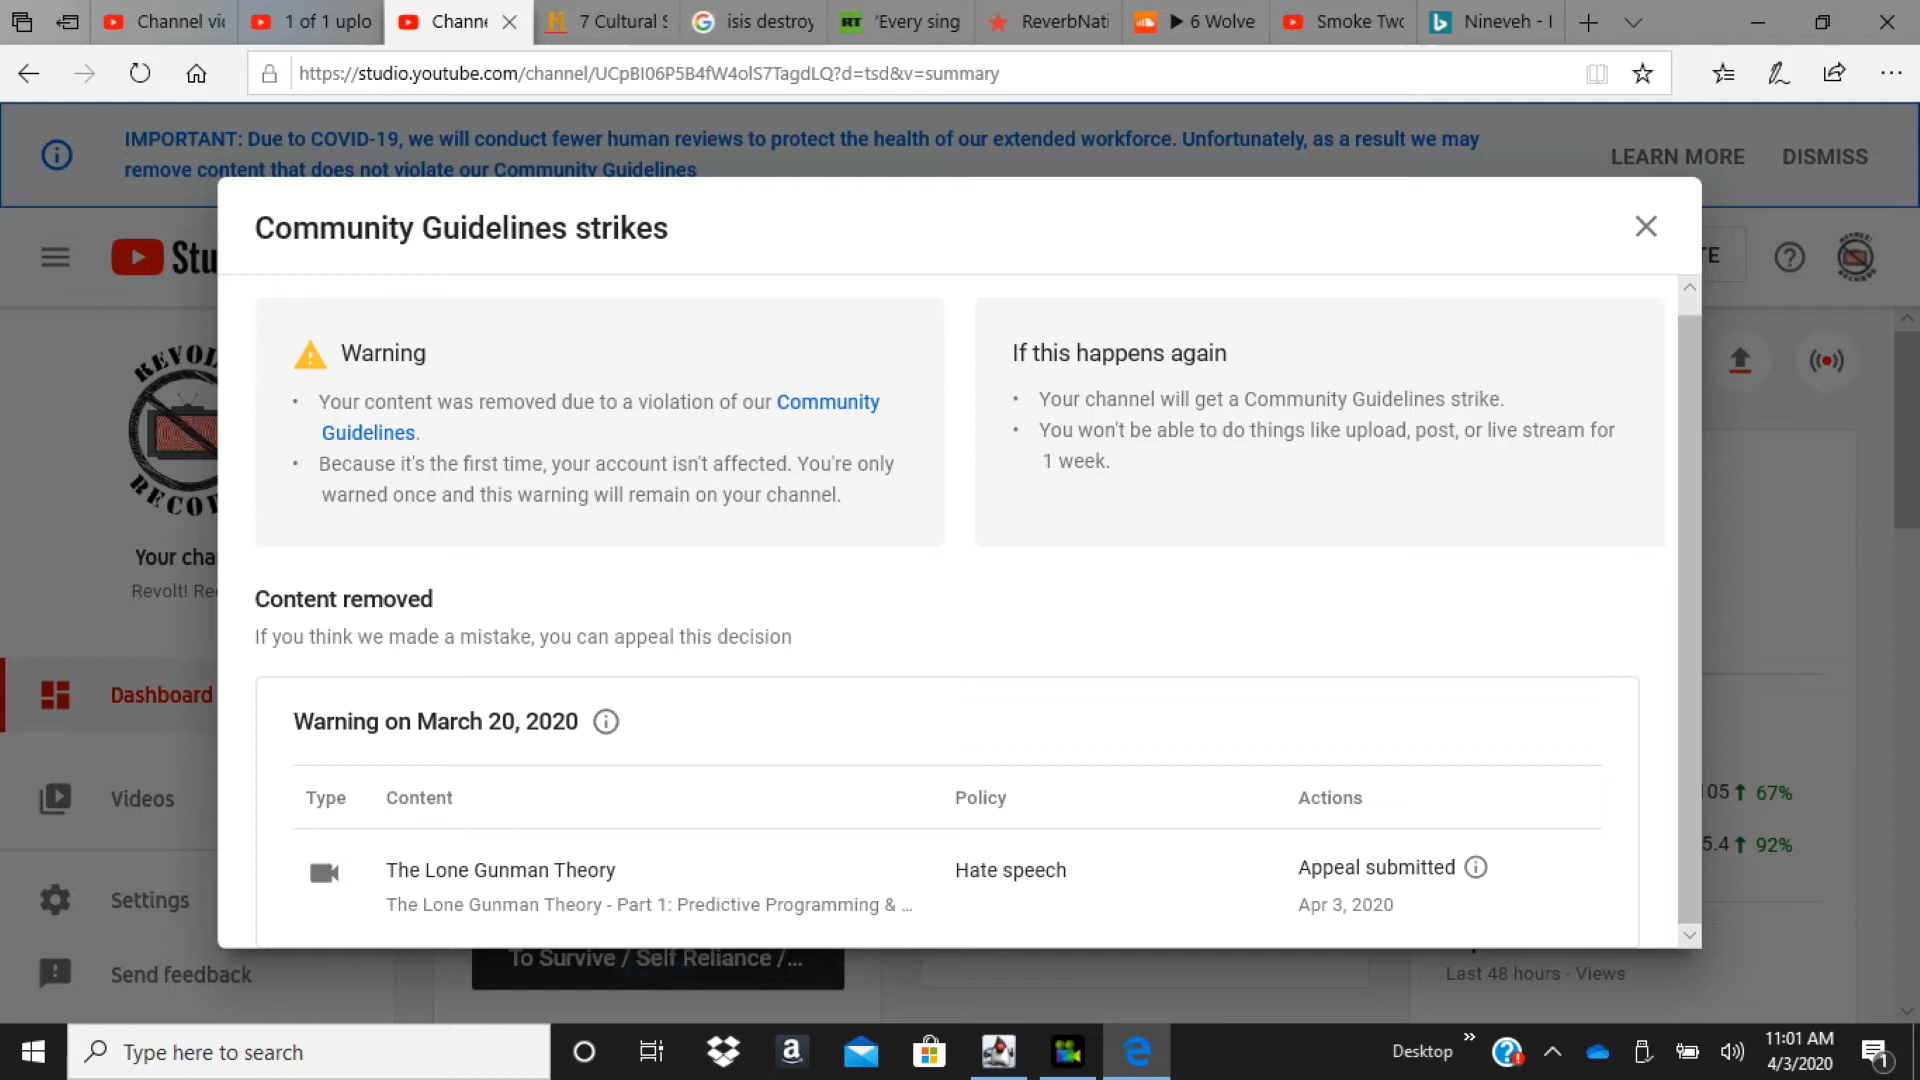 Channel vic
1 of 1 uplo
Channe
7 Cultural S
isis destroy
RT 'Every sing
ReverbNati
6 Wolve
Smoke Two
Nineveh - I
https://studio.youtube.com/channel/UCpBI06P5B4fW4olS7TagdLQ?d=tsd&v=summary
IMPORTANT: Due to COVID-19, we will conduct fewer human reviews to protect the health of our extended workforce. Unfortunately, as a result we may
remove content that does not violate our Community Guidelines
LEARN MORE DISMISS
Stu
TE
Community Guidelines strikes
Warning
• Your content was removed due to a violation of our Community
Guidelines.
• Because it's the first time, your account isn't affected. You're only
warned once and this warning will remain on your channel.
If this happens again
• Your channel will get a Community Guidelines strike.
• You won't be able to do things like upload, post, or live stream for
1 week.
REVOLT
RECO
Your cha
Revolt! Re
Content removed
If you think we made a mistake, you can appeal this decision
Dashboard
Videos
Settings
Send feedback
Warning on March 20, 2020
Type Content Policy Actions
The Lone Gunman Theory Hate speech Appeal submitted
The Lone Gunman Theory - Part 1: Predictive Programming & ... Apr 3, 2020
105 67%
5.4 92%
To Survive / Self Reliance /...
Last 48 hours · Views
Type here to search
Desktop
11:01 AM
4/3/2020
1